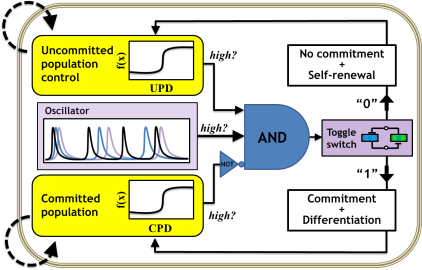 Uncommitted
population
control
f(x)
UPD
high?
No commitment
+
Self-renewal
"0"
Oscillator
high?
AND
Toggle
switch
NOT
"1"
Committed
population
f(x)
CPD
high?
Commitment
+
Differentiation